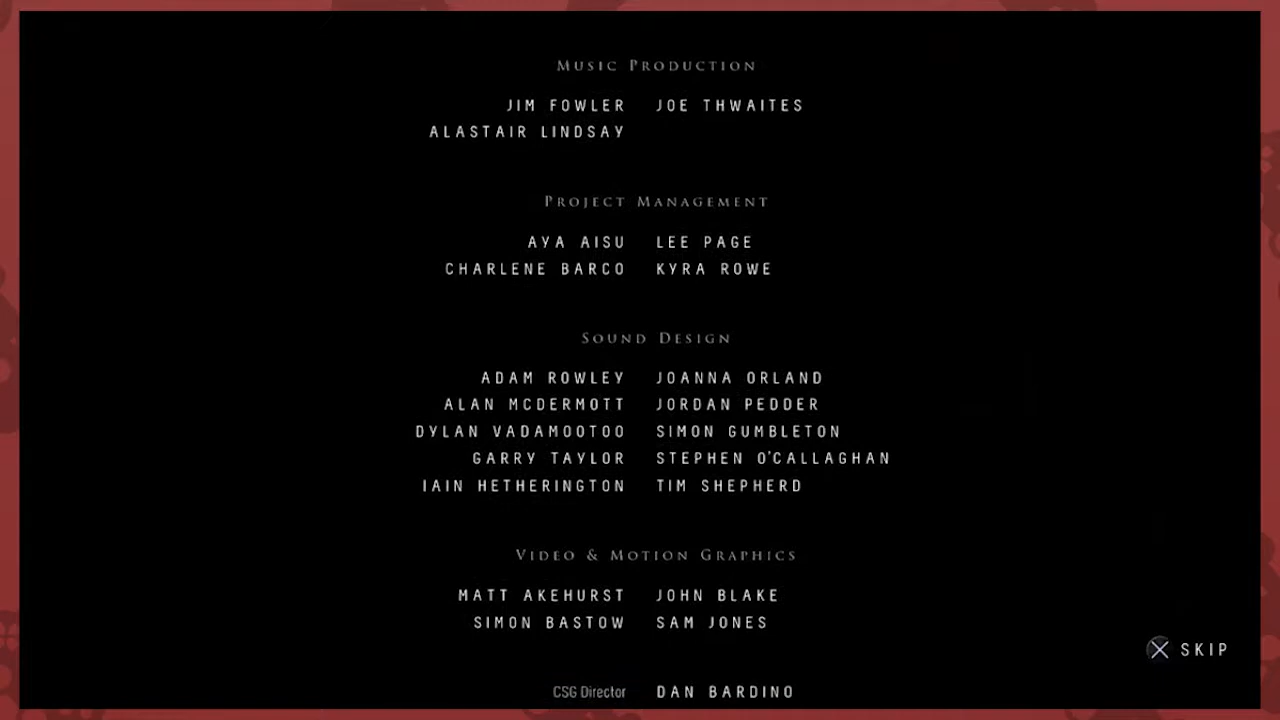 Music Production
JIM FOWLER JOE THWAITES
ALASTAIR LINDSAY
Project Management
AYA AISU LEE PAGE
CHARLENE BARCO KYRA ROWE
Sound Design
ADAM ROWLEY JOANNA ORLAND
ALAN MCDERMOTT JORDAN PEDDER
DYLAN VADAMOOTOO SIMON GUMBLETON
GARRY TAYLOR STEPHEN O'CALLAGHAN
IAIN HETHERINGTON TIM SHEPHERD
Video & Motion Graphics
MATT AKEHURST JOHN BLAKE
SIMON BASTOW SAM JONES
SKIP
CSG Director DAN BARDINO